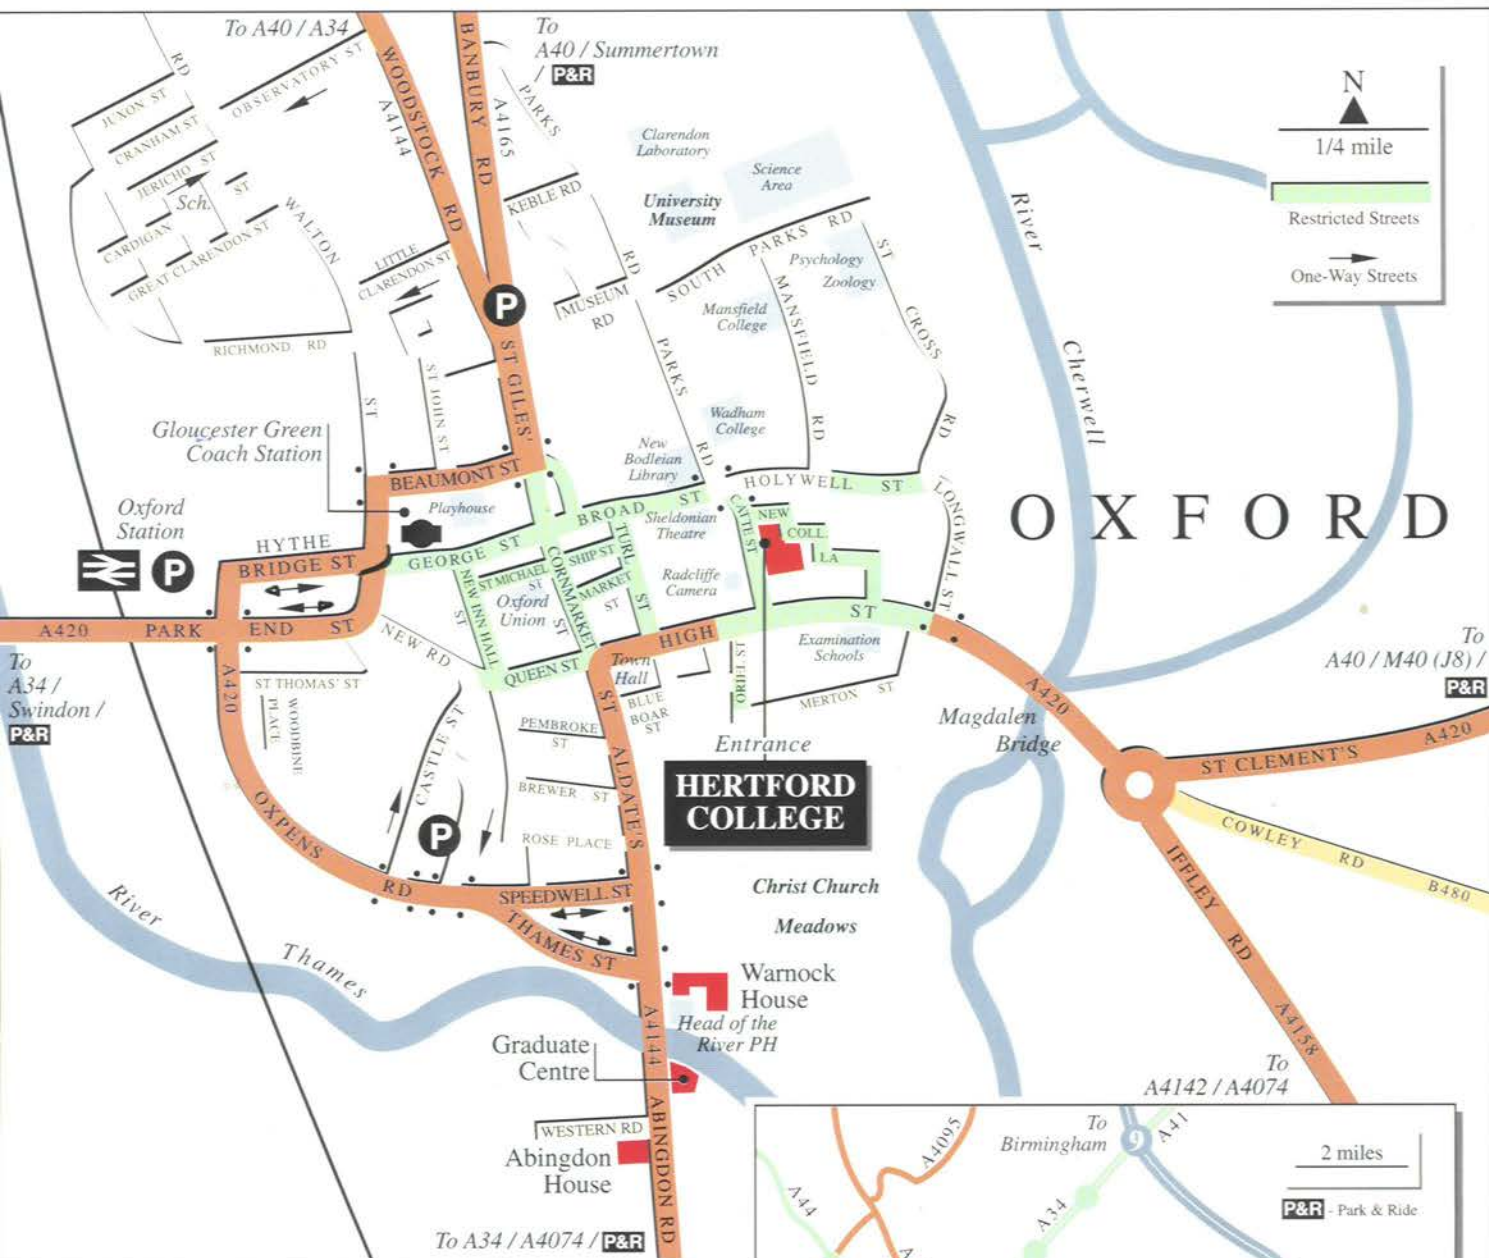 To A40 / A34
To
A40 / Summertown
/ P&R
N
1/4 mile
Restricted Streets
One-Way Streets
WOODSTOCK RD
A4144
BANBURY RD
A4165
PARKS
RD
RD
JUXON ST
OBSERVATORY ST
CRANHAM ST
JERICHO ST
Sch.
ST
CARDIGAN
GREAT CLARENDON ST
WALTON
ST
LITTLE
CLARENDON ST
RICHMOND RD
ST JOHN ST
KEBLE RD
MUSEUM
RD
Clarendon
Laboratory
Science
Area
University
Museum
SOUTH PARKS RD
Psychology
Zoology
ST
CROSS
RD
Mansfield
College
MANSFIELD
RD
PARKS
RD
River
Cherwell
P
ST GILES'
Gloucester Green
Coach Station
BEAUMONT ST
Wadham
College
New
Bodleian
Library
HOLYWELL ST
LONGWALL ST
OXFORD
Oxford
Station
P
Playhouse
HYTHE
BRIDGE ST
GEORGE ST
BROAD ST
Sheldonian
Theatre
CATTE ST
NEW
COLL.
LA
TURL
ST
SHIP ST
ST MICHAEL
ST
CORNMARKET
ST
MARKET
ST
NEW INN HALL
ST
Oxford
Union
Radcliffe
Camera
A420 PARK END ST
NEW RD
QUEEN ST
HIGH
ST
Town
Hall
Examination
Schools
ORIEL ST
MERTON ST
BLUE
BOAR
ST
To
A34 /
Swindon /
P&R
A420
ST THOMAS' ST
WOODBINE
PLACE
CASTLE ST
P
PEMBROKE
ST
BREWER ST
ROSE PLACE
ST ALDATE'S
Entrance
HERTFORD
COLLEGE
A420
Magdalen
Bridge
To
A40 / M40 (J8) /
P&R
ST CLEMENT'S
A420
COWLEY RD
B480
IFFLEY RD
A4158
OXPENS
RD
SPEEDWELL ST
THAMES ST
Christ Church
Meadows
River
Thames
Warnock
House
Head of the
River PH
A4144
Graduate
Centre
WESTERN RD
Abingdon
House
ABINGDON RD
To A34 / A4074 / P&R
To
A4142 / A4074
To
Birmingham
9
A41
A4095
A44
A34
2 miles
P&R - Park & Ride